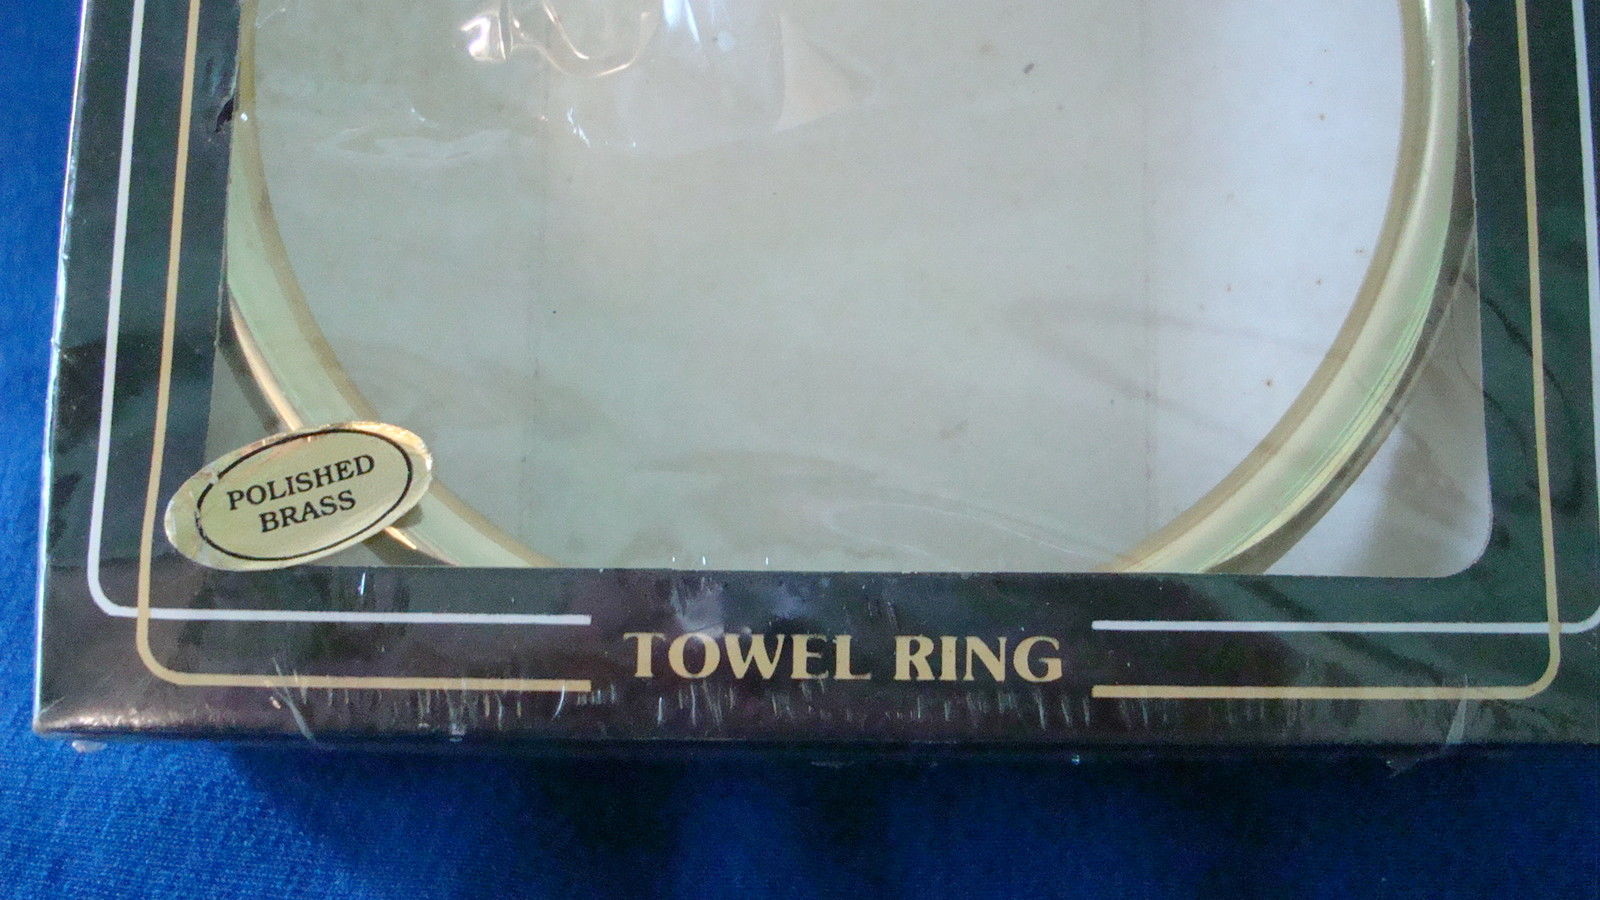 POLISHED
BRASS
TOWEL RING